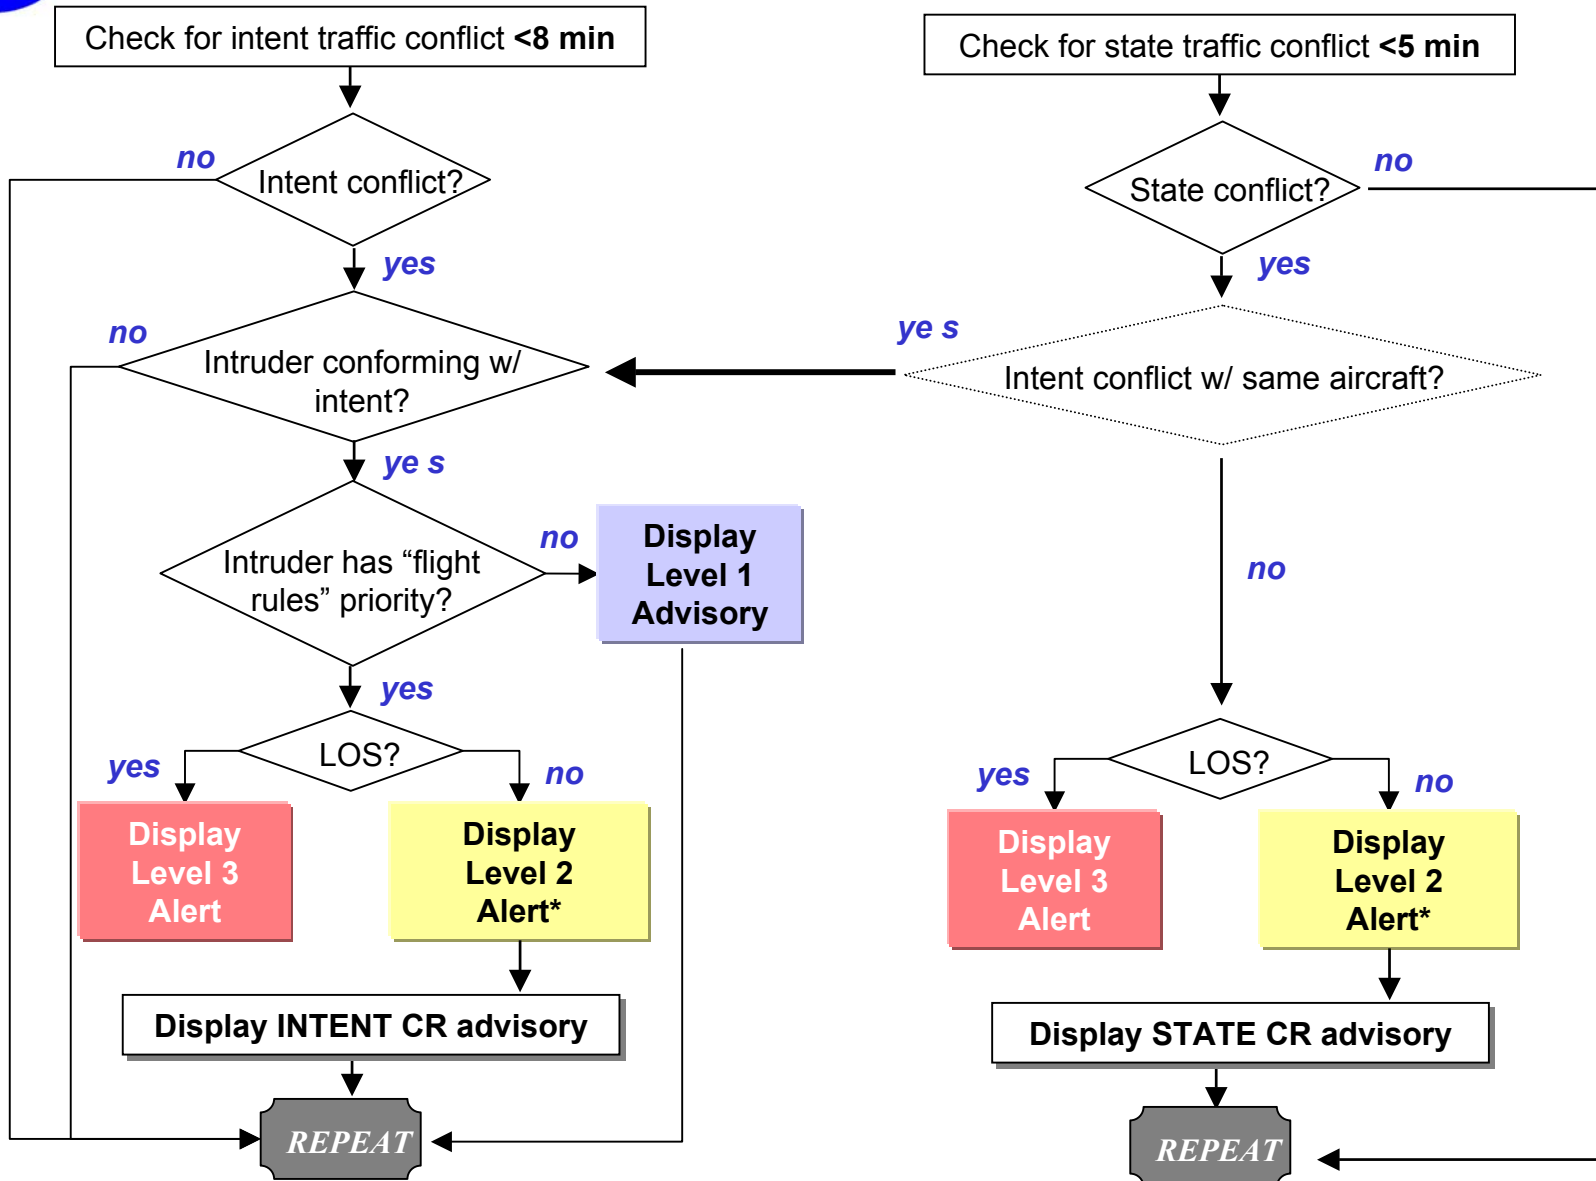 Check for intent traffic conflict <8 min
no
Intent conflict?
yes
no
Intruder conforming w/
intent?
ye s
Intruder has “flight
rules” priority?
no
Display
Level 1
Advisory
yes
LOS?
yes
no
Display
Level 3
Alert
Display
Level 2
Alert*
Display INTENT CR advisory
REPEAT
Check for state traffic conflict <5 min
State conflict?
no
yes
ye s
Intent conflict w/ same aircraft?
no
LOS?
yes
no
Display
Level 3
Alert
Display
Level 2
Alert*
Display STATE CR advisory
REPEAT